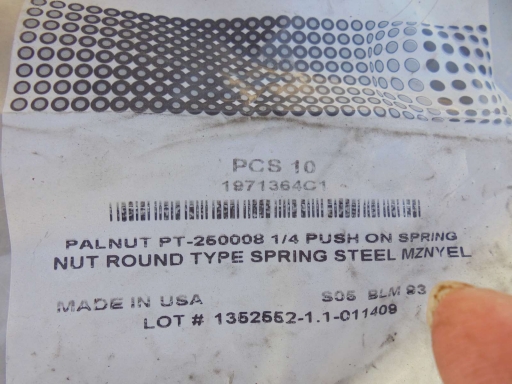 PCS 10
1971364C1
PALNUT PT-250008 1/4 PUSH ON SPRING
NUT ROUND TYPE SPRING STEEL MZNYEL
MADE IN USA S05 BLM 93
LOT # 1352552-1.1-011409